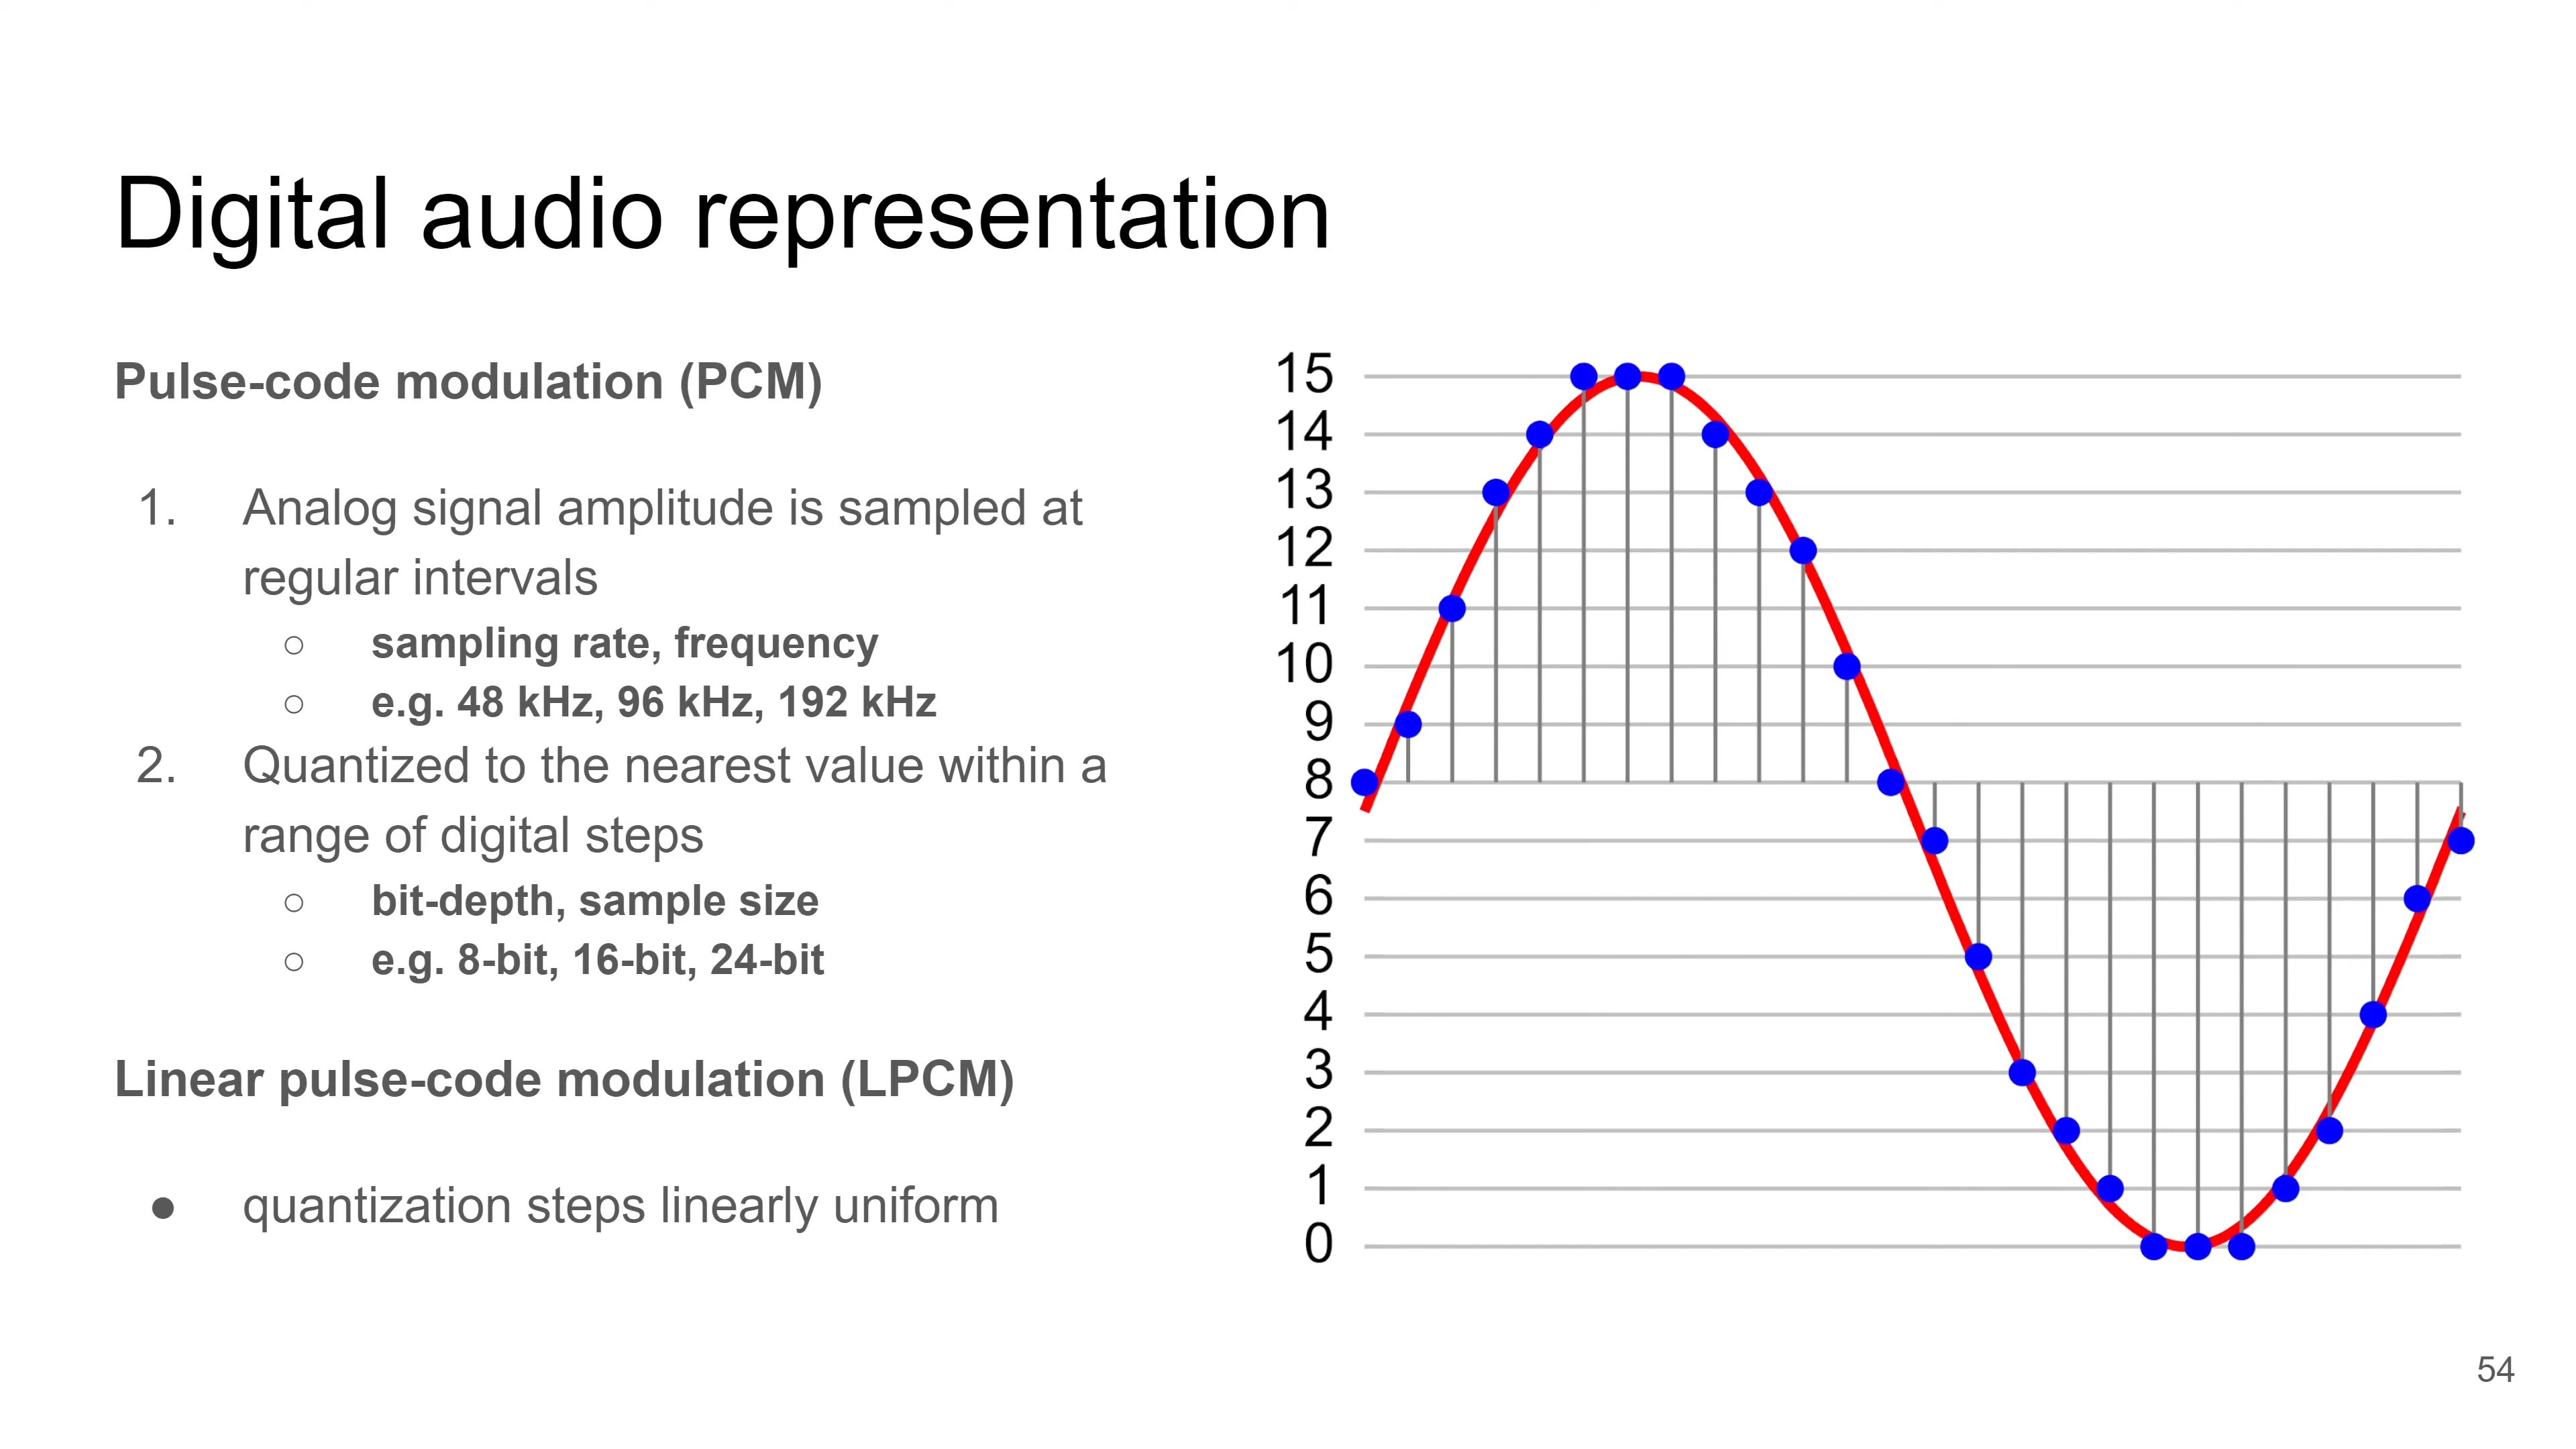 Digital audio representation
Pulse-code modulation (PCM)
1. Analog signal amplitude is sampled at
regular intervals
○ sampling rate, frequency
○ e.g. 48 kHz, 96 kHz, 192 kHz
2. Quantized to the nearest value within a
range of digital steps
○ bit-depth, sample size
○ e.g. 8-bit, 16-bit, 24-bit
Linear pulse-code modulation (LPCM)
● quantization steps linearly uniform
15
14
13
12
11
10
9
8
7
6
5
4
3
2
1
0
54